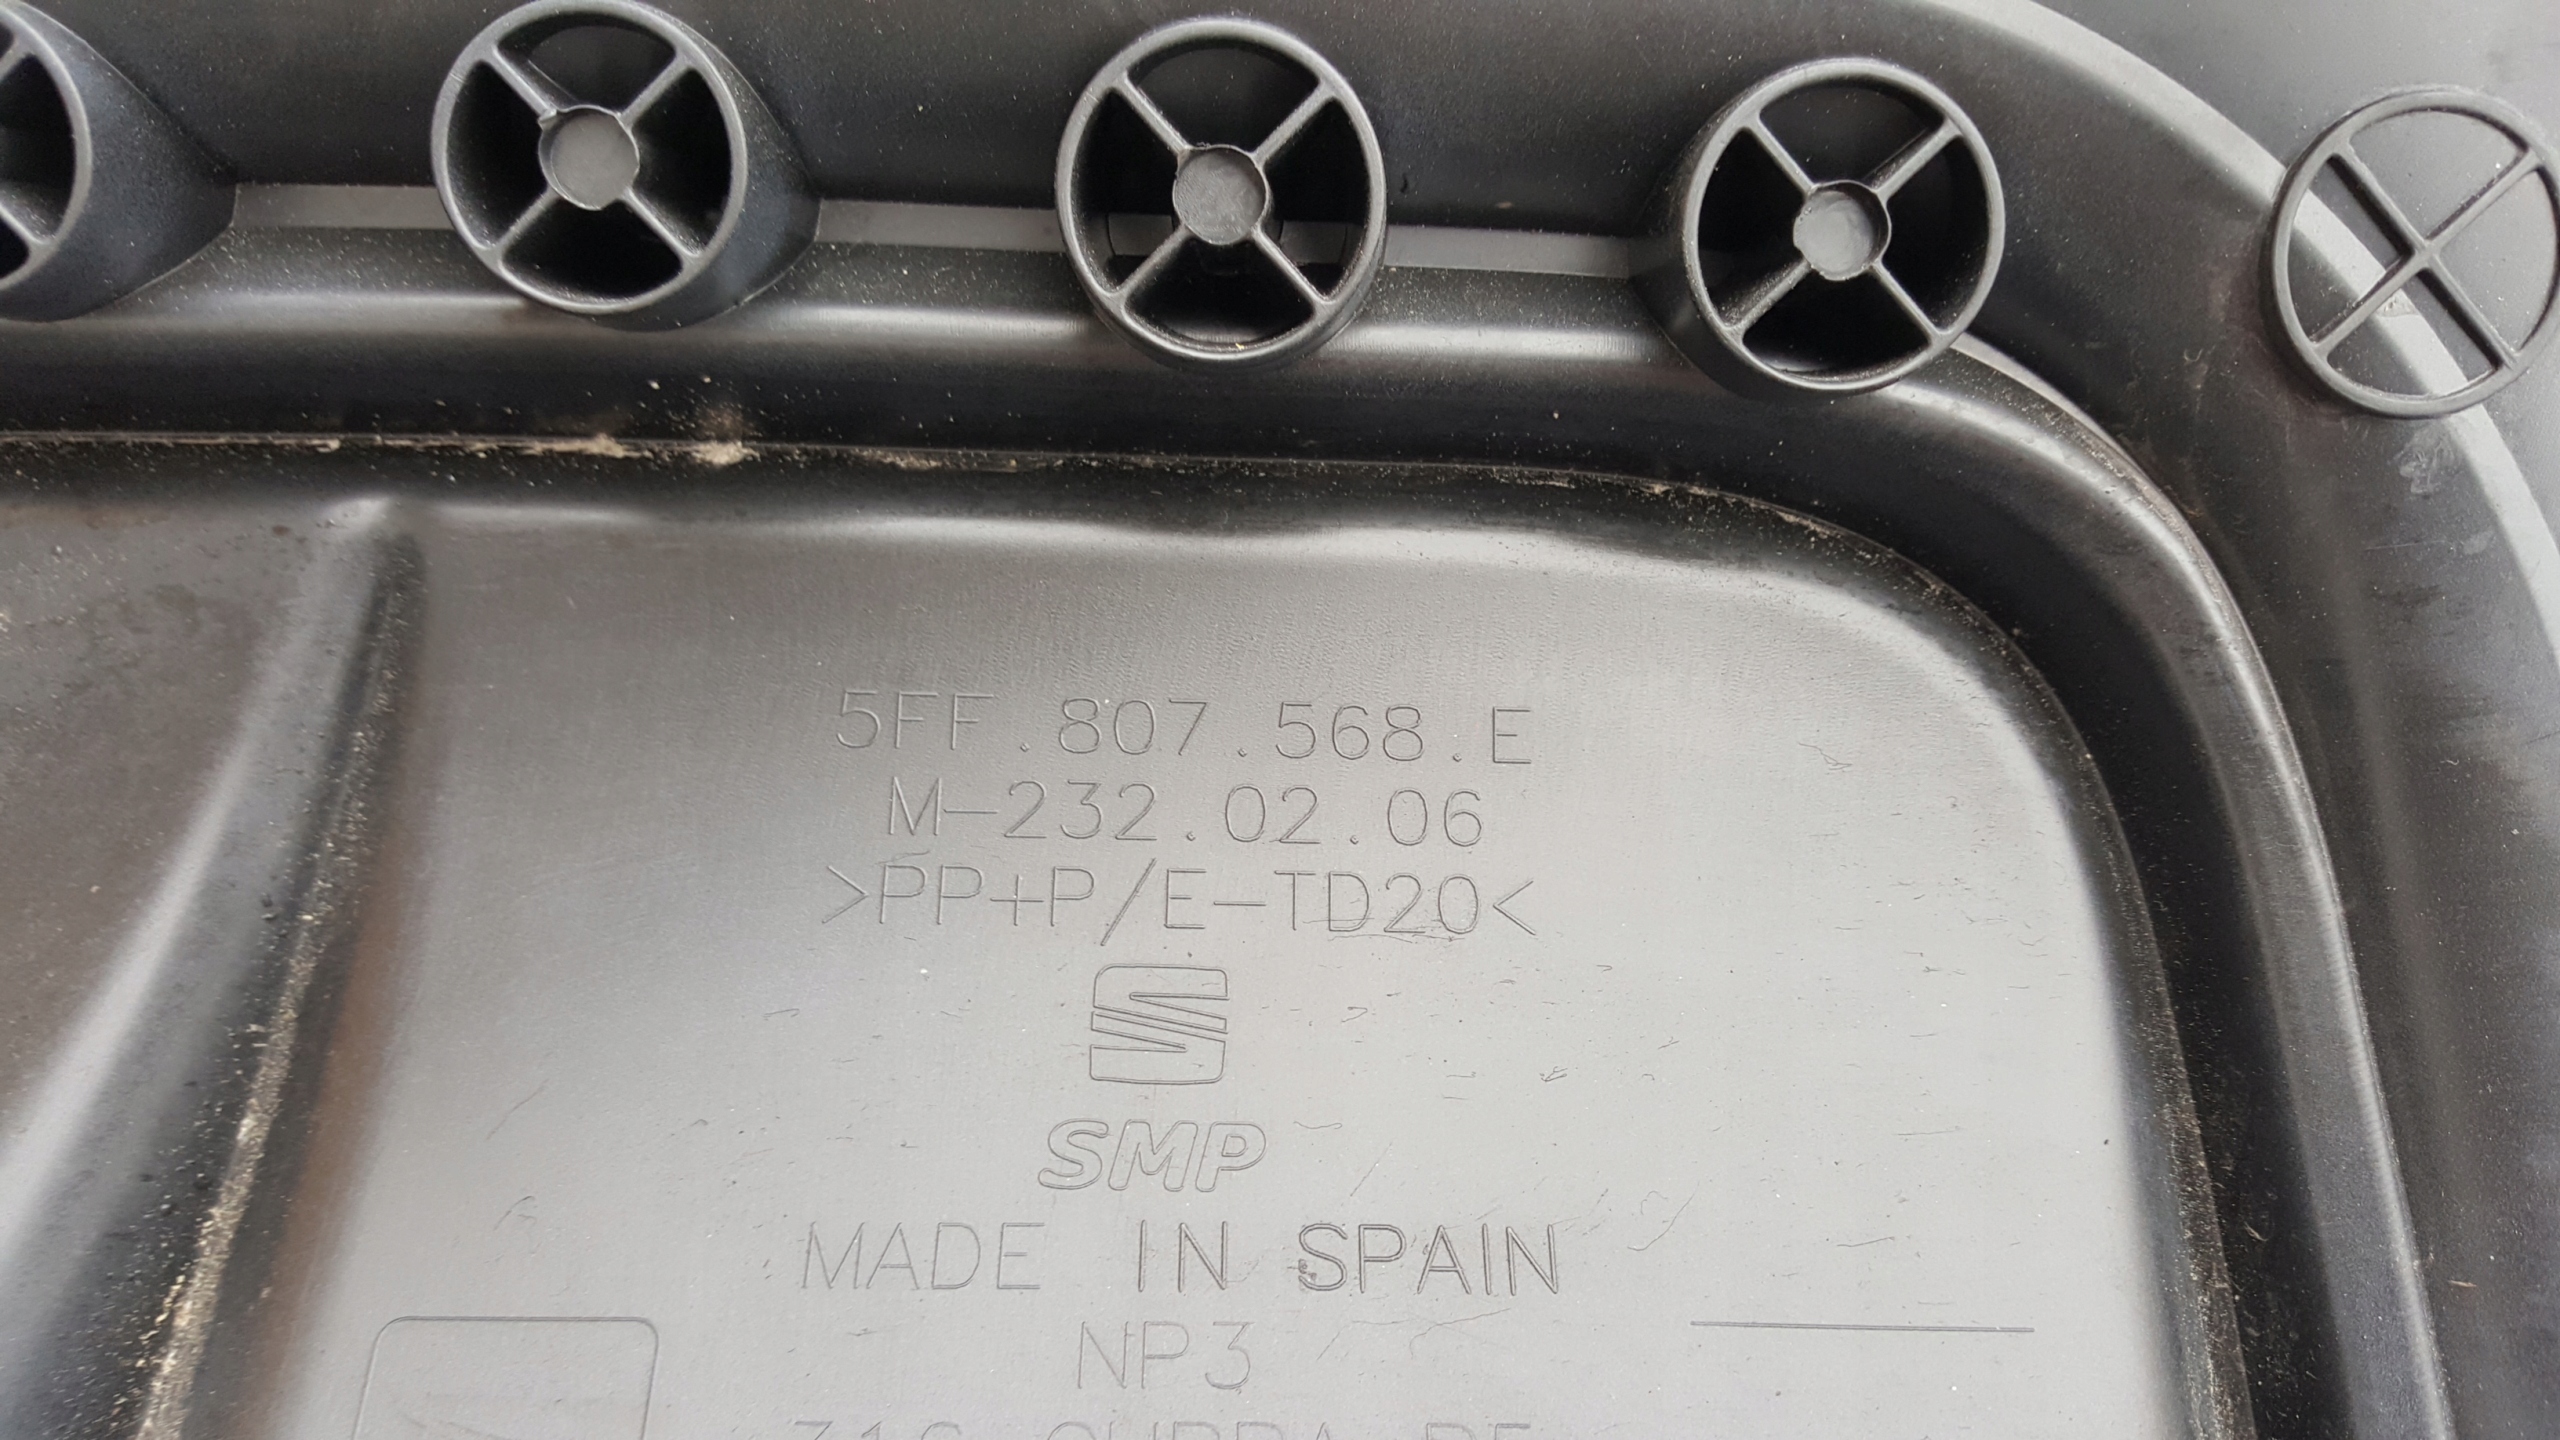 5FF.807.568.E
M-232.02.06
>PP+P/E-TD20<
SMP
MADE IN SPAIN
NP3